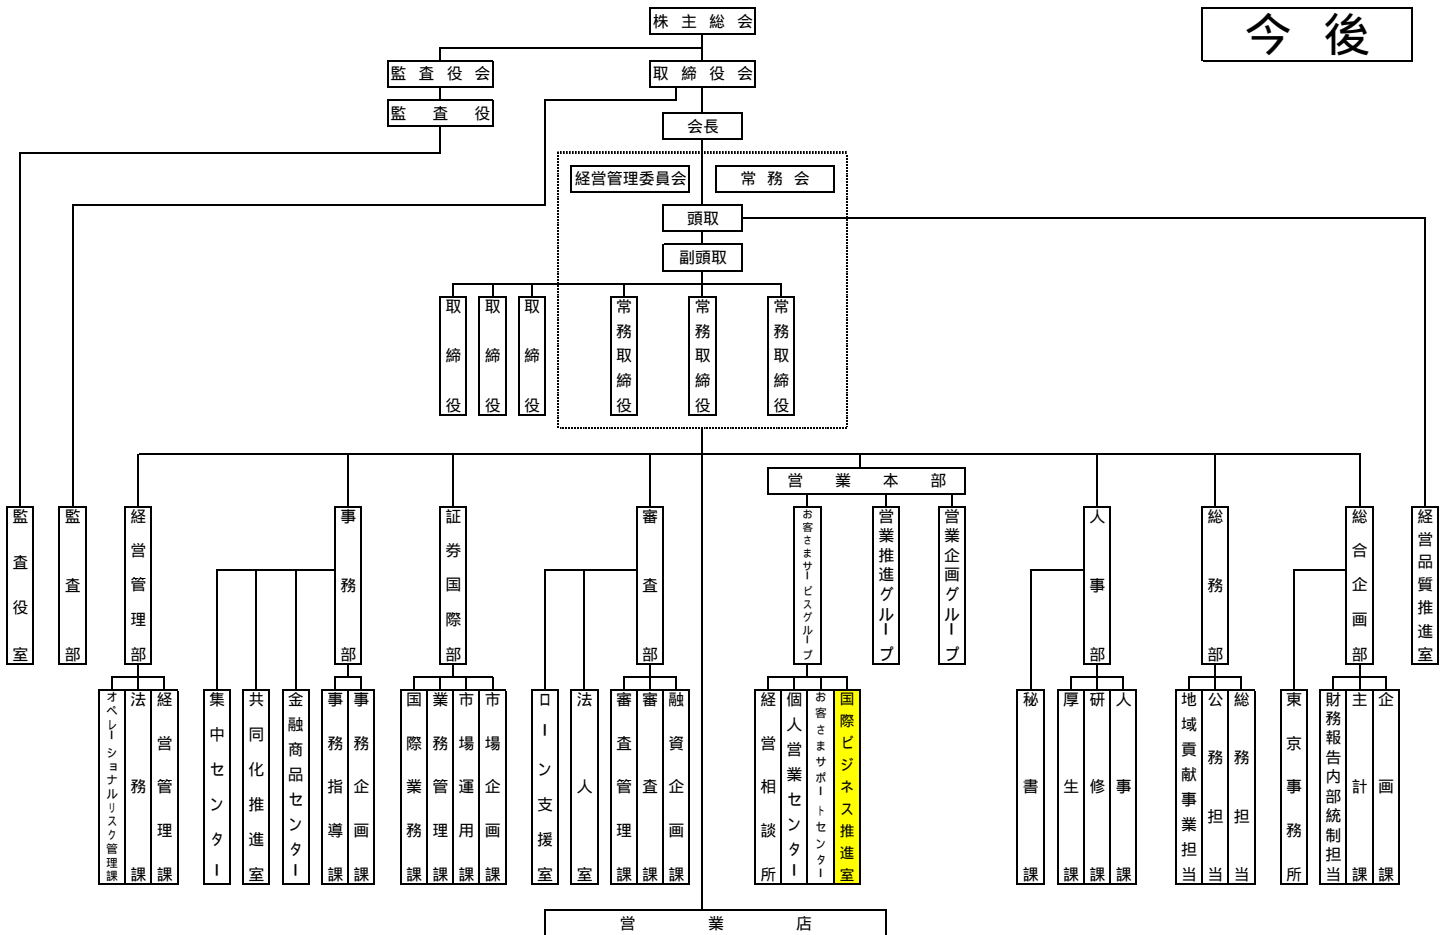 今後
株主総会
監査役会
取締役会
監査役
会長
経営管理委員会
常務会
頭取
副頭取
取締役
取締役
取締役
常務取締役
常務取締役
常務取締役
営業本部
監査役室
監査部
経営管理部
事務部
証券国際部
審査部
お客さまサービスグループ
営業推進グループ
営業企画グループ
人事部
総務部
総合企画部
経営品質推進室
オペレーショナルリスク管理課
法務課
経営管理課
集中センター
共同化推進室
金融商品センター
事務指導課
事務企画課
国際業務課
業務管理課
市場運用課
市場企画課
ローン支援室
法人室
審査管理課
審査課
融資企画課
経営相談所
個人営業センター
お客さまサポートセンター
国際ビジネス推進室
秘書課
厚生課
研修課
人事課
地域貢献事業担当
公務担当
総務担当
東京事務所
財務報告内部統制担当
主計課
企画課
営業店